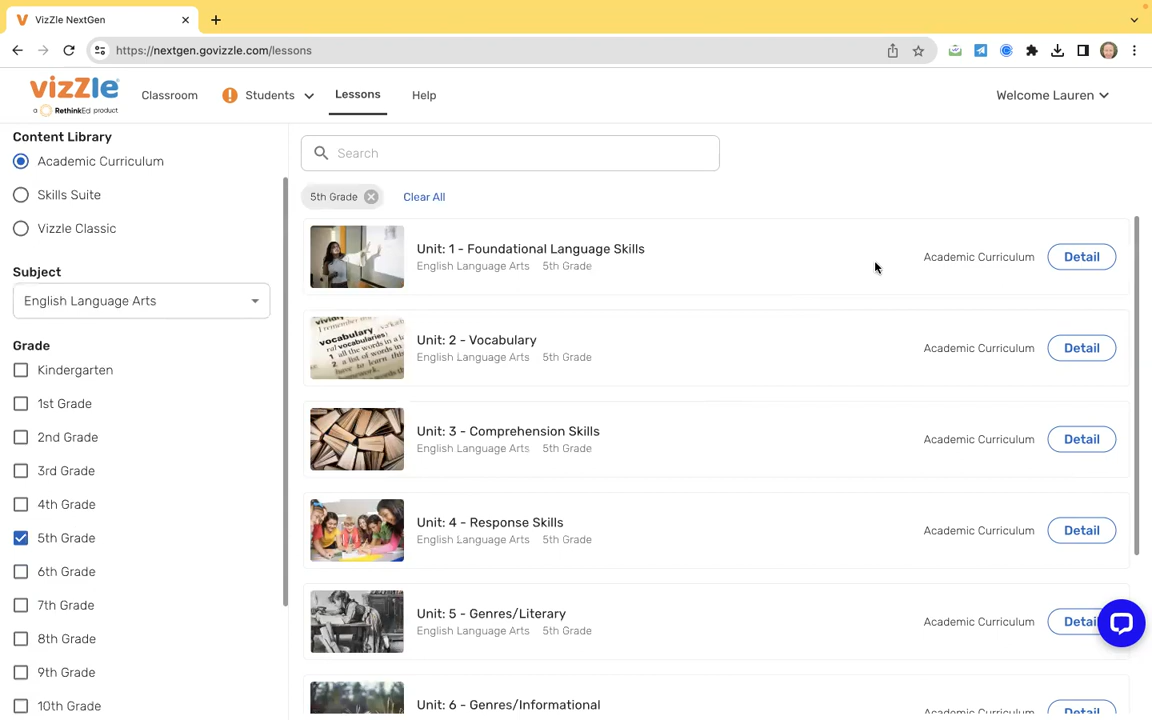 VizZle NextGen
https://nextgen.govizzle.com/lessons
vizZle
a RethinkEd product
Classroom
Students
Lessons
Help
Welcome Lauren
Content Library
Academic Curriculum
Skills Suite
Vizzle Classic
Subject
English Language Arts
Grade
Kindergarten
1st Grade
2nd Grade
3rd Grade
4th Grade
5th Grade
6th Grade
7th Grade
8th Grade
9th Grade
10th Grade
Search
5th Grade
Clear All
Unit: 1 - Foundational Language Skills
English Language Arts 5th Grade
Academic Curriculum
Detail
vocabulary
Unit: 2 - Vocabulary
English Language Arts 5th Grade
Academic Curriculum
Detail
Unit: 3 - Comprehension Skills
English Language Arts 5th Grade
Academic Curriculum
Detail
Unit: 4 - Response Skills
English Language Arts 5th Grade
Academic Curriculum
Detail
Unit: 5 - Genres/Literary
English Language Arts 5th Grade
Academic Curriculum
Detail
Unit: 6 - Genres/Informational
Academic Curriculum
Detail